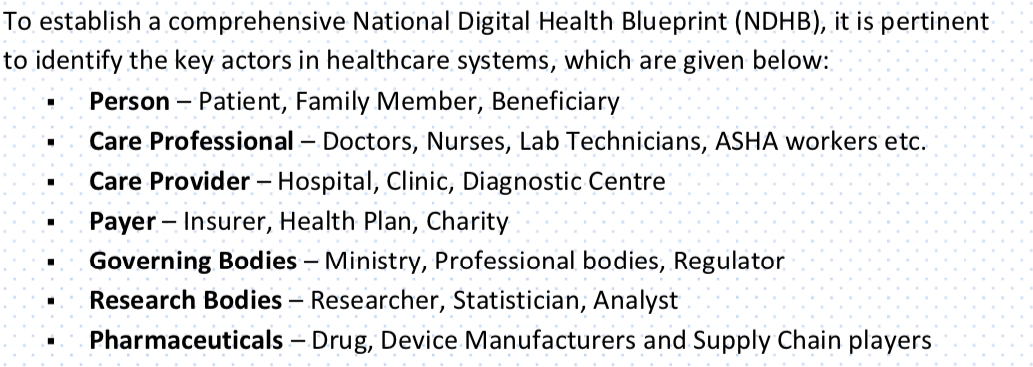 To establish a comprehensive National Digital Health Blueprint (NDHB), it is pertinent
to identify the key actors in healthcare systems, which are given below:
▪ Person – Patient, Family Member, Beneficiary
▪ Care Professional – Doctors, Nurses, Lab Technicians, ASHA workers etc.
▪ Care Provider – Hospital, Clinic, Diagnostic Centre
▪ Payer – Insurer, Health Plan, Charity
▪ Governing Bodies – Ministry, Professional bodies, Regulator
▪ Research Bodies – Researcher, Statistician, Analyst
▪ Pharmaceuticals – Drug, Device Manufacturers and Supply Chain players